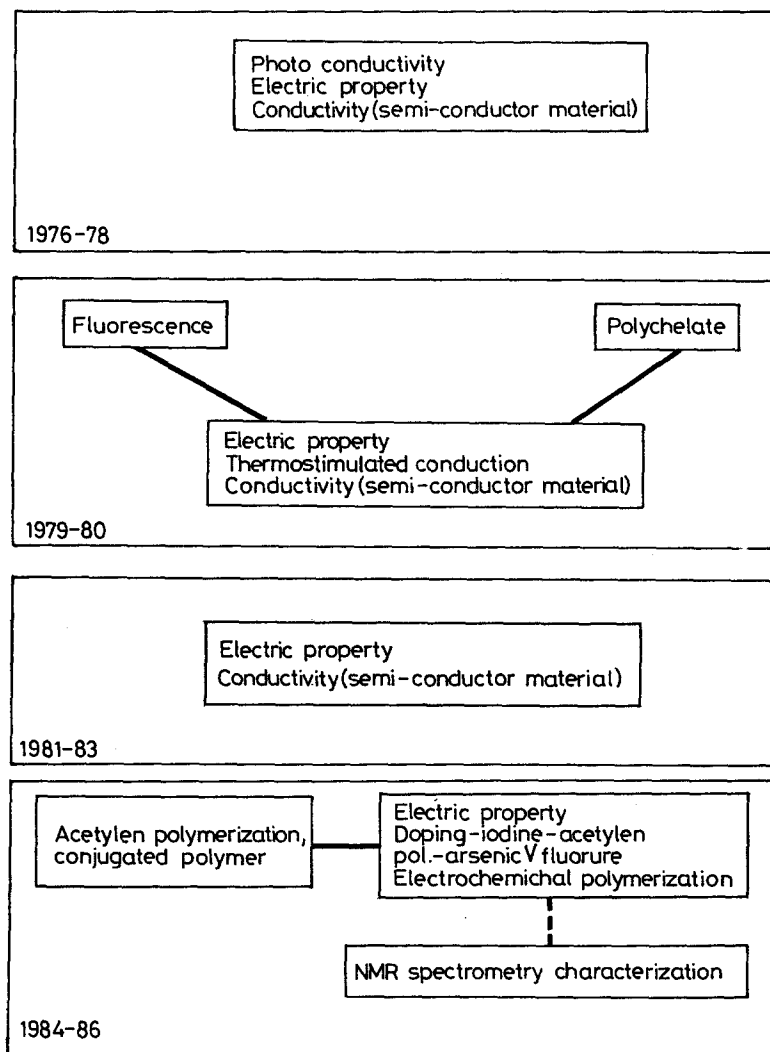 Photo conductivity
Electric property
Conductivity (semi-conductor material)
1976-78
Fluorescence
Polychelate
Electric property
Thermostimulated conduction
Conductivity (semi-conductor material)
1979-80
Electric property
Conductivity (semi-conductor material)
1981-83
Acetylen polymerization,
conjugated polymer
Electric property
Doping-iodine-acetylen
pol.-arsenic V fluorure
Electrochemichal polymerization
NMR spectrometry characterization
1984-86